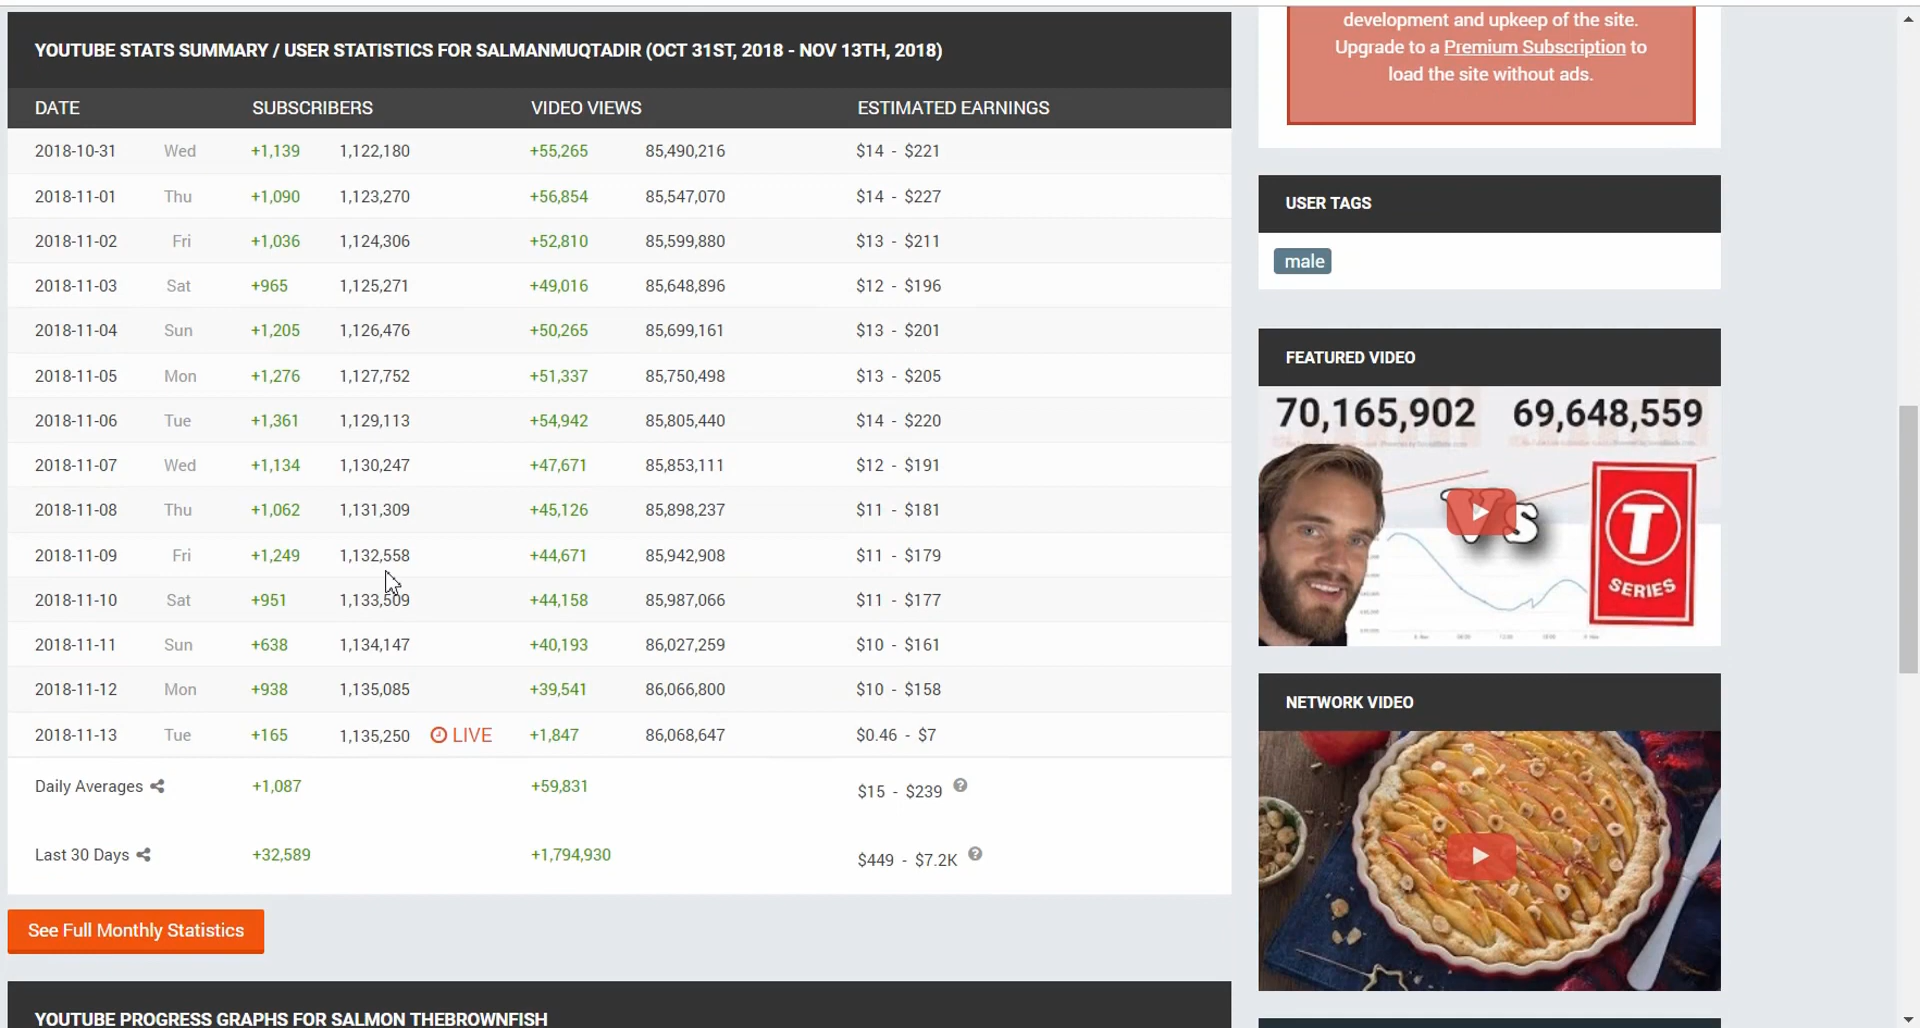 development and upkeep of the site.
Upgrade to a Premium Subscription to
load the site without ads.
YOUTUBE STATS SUMMARY / USER STATISTICS FOR SALMANMUQTADIR (OCT 31ST, 2018 - NOV 13TH, 2018)
DATE SUBSCRIBERS VIDEO VIEWS ESTIMATED EARNINGS
2018-10-31 Wed +1,139 1,122,180 +55,265 85,490,216 $14 - $221
2018-11-01 Thu +1,090 1,123,270 +56,854 85,547,070 $14 - $227
2018-11-02 Fri +1,036 1,124,306 +52,810 85,599,880 $13 - $211
2018-11-03 Sat +965 1,125,271 +49,016 85,648,896 $12 - $196
2018-11-04 Sun +1,205 1,126,476 +50,265 85,699,161 $13 - $201
2018-11-05 Mon +1,276 1,127,752 +51,337 85,750,498 $13 - $205
2018-11-06 Tue +1,361 1,129,113 +54,942 85,805,440 $14 - $220
2018-11-07 Wed +1,134 1,130,247 +47,671 85,853,111 $12 - $191
2018-11-08 Thu +1,062 1,131,309 +45,126 85,898,237 $11 - $181
2018-11-09 Fri +1,249 1,132,558 +44,671 85,942,908 $11 - $179
2018-11-10 Sat +951 1,133,509 +44,158 85,987,066 $11 - $177
2018-11-11 Sun +638 1,134,147 +40,193 86,027,259 $10 - $161
2018-11-12 Mon +938 1,135,085 +39,541 86,066,800 $10 - $158
2018-11-13 Tue +165 1,135,250 LIVE +1,847 86,068,647 $0.46 - $7
Daily Averages +1,087 +59,831 $15 - $239 ?
Last 30 Days +32,589 +1,794,930 $449 - $7.2K ?
See Full Monthly Statistics
YOUTUBE PROGRESS GRAPHS FOR SALMON THEBROWNFISH
USER TAGS
male
FEATURED VIDEO
70,165,902 69,648,559
Vs
T
SERIES
NETWORK VIDEO